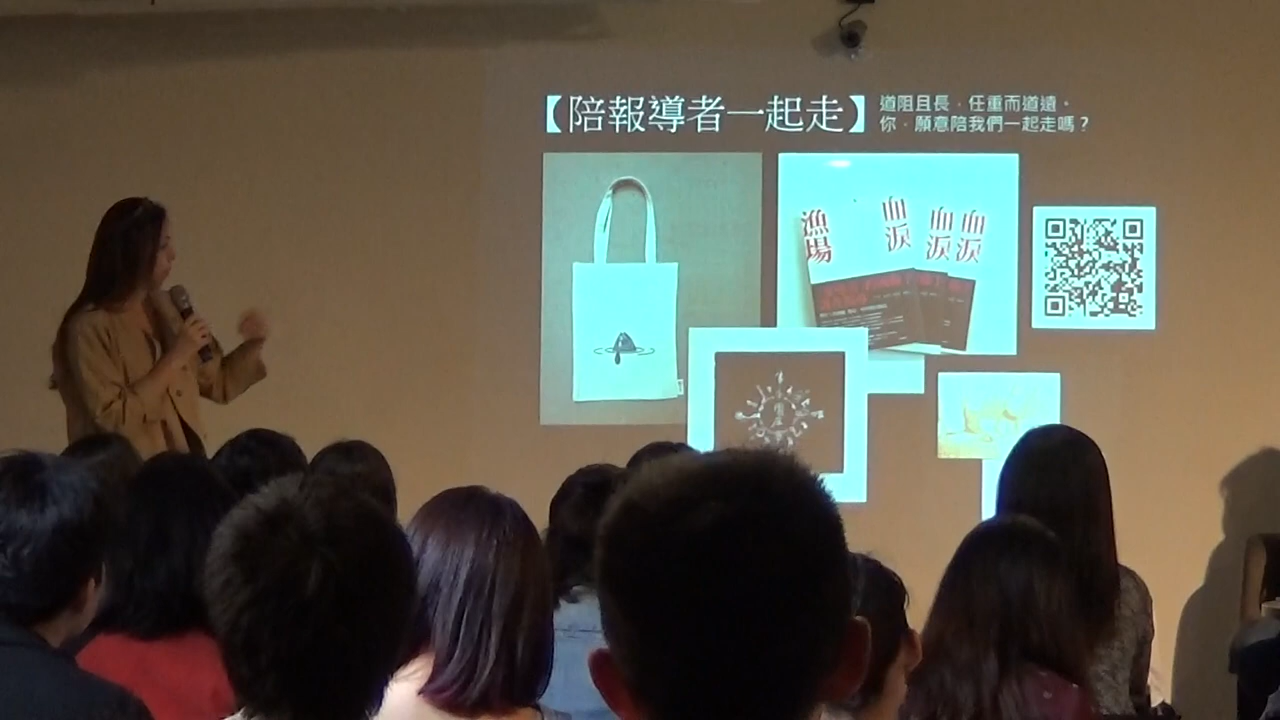 【陪報導者一起走】
道阻且長，任重而道遠。
你，願意陪我們一起走嗎？
血淚
漁場
血淚
血淚